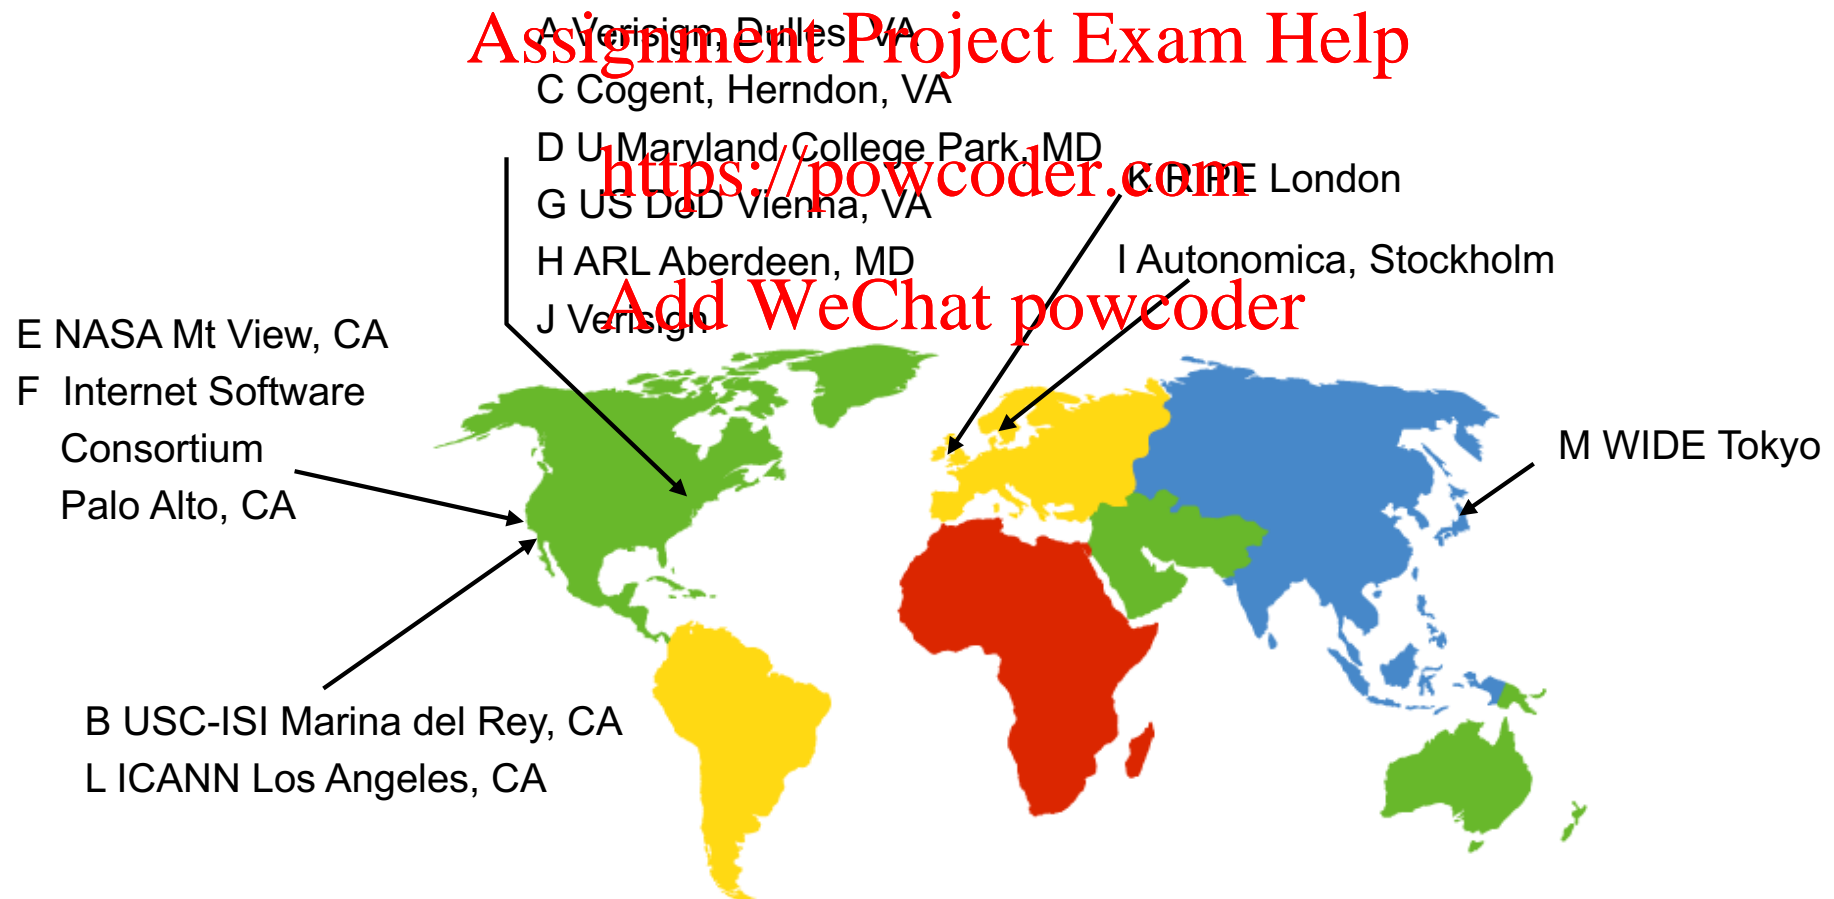 Assignment Project Exam Help
A Verisign, Dulles, VA
C Cogent, Herndon, VA
D U Maryland College Park, MD
https://powcoder.com
K RIPE London
G US DoD Vienna, VA
H ARL Aberdeen, MD
I Autonomica, Stockholm
Add WeChat powcoder
J Verisign
E NASA Mt View, CA
F Internet Software
Consortium
Palo Alto, CA
M WIDE Tokyo
B USC-ISI Marina del Rey, CA
L ICANN Los Angeles, CA